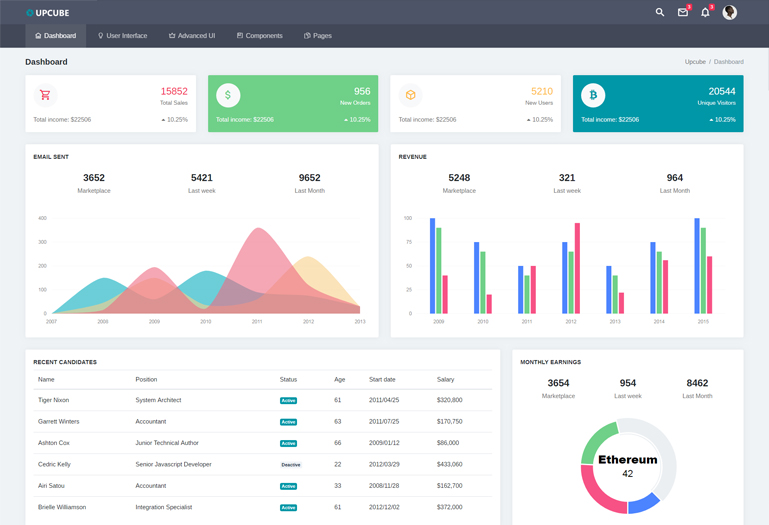 UPCUBE
3
3
Dashboard
User Interface
Advanced UI
Components
Pages
Dashboard
Upcube / Dashboard
15852
Total Sales
Total income: $22506
10.25%
956
New Orders
Total income: $22506
10.25%
5210
New Users
Total income: $22506
10.25%
20544
Unique Visitors
Total income: $22506
10.25%
EMAIL SENT
3652 5421 9652
Marketplace Last week Last Month
400
300
200
100
0
2007 2008 2009 2010 2011 2012 2013
REVENUE
5248 321 964
Marketplace Last week Last Month
100
75
50
25
0
2009 2010 2011 2012 2013 2014 2015
RECENT CANDIDATES
Name Position Status Age Start date Salary
Tiger Nixon System Architect Active 61 2011/04/25 $320,800
Garrett Winters Accountant Active 63 2011/07/25 $170,750
Ashton Cox Junior Technical Author Active 66 2009/01/12 $86,000
Cedric Kelly Senior Javascript Developer Deactive 22 2012/03/29 $433,060
Airi Satou Accountant Active 33 2008/11/28 $162,700
Brielle Williamson Integration Specialist Active 61 2012/12/02 $372,000
MONTHLY EARNINGS
3654 954 8462
Marketplace Last week Last Month
Ethereum
42